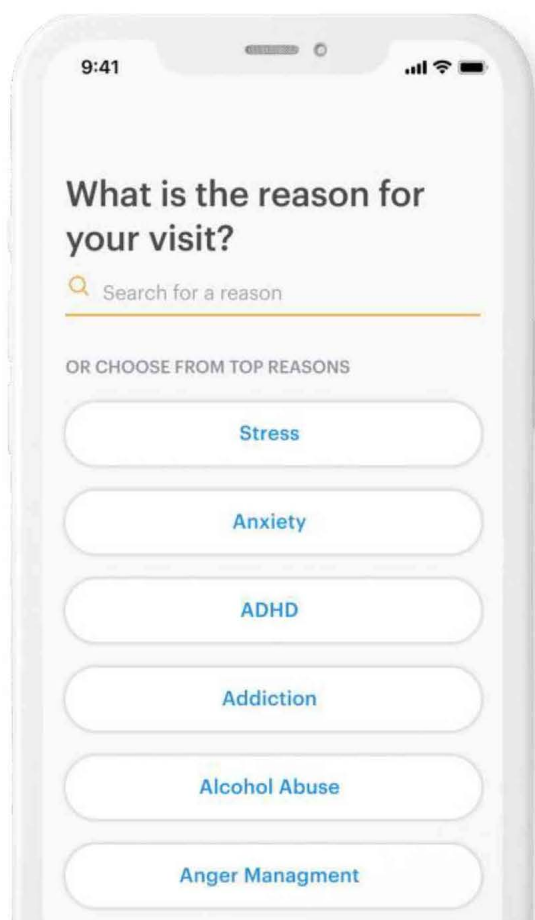 9:41
What is the reason for
your visit?
Search for a reason
OR CHOOSE FROM TOP REASONS
Stress
Anxiety
ADHD
Addiction
Alcohol Abuse
Anger Managment